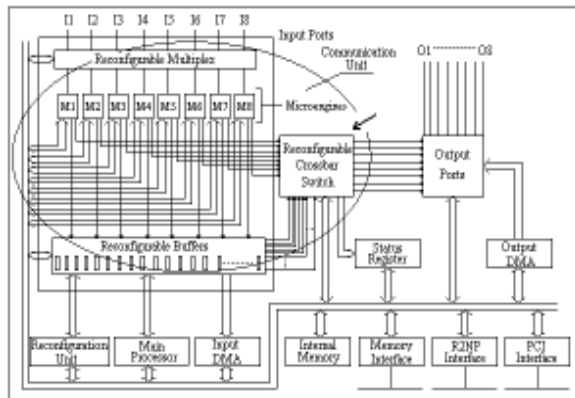 I1 I2 I3 I4 I5 I6 I7 I8
Input Ports
Reconfigurable Multiplex
Communication
Unit
O1 O8
M1 M2 M3 M4 M5 M6 M7 M8
Microengines
Reconfigurable
Crossbar
Switch
Output
Ports
Reconfigurable Buffers
Status
Register
Output
DMA
Reconfiguration
Unit
Main
Processor
Input
DMA
Internal
Memory
Memory
Interface
R2NP
Interface
PCI
Interface